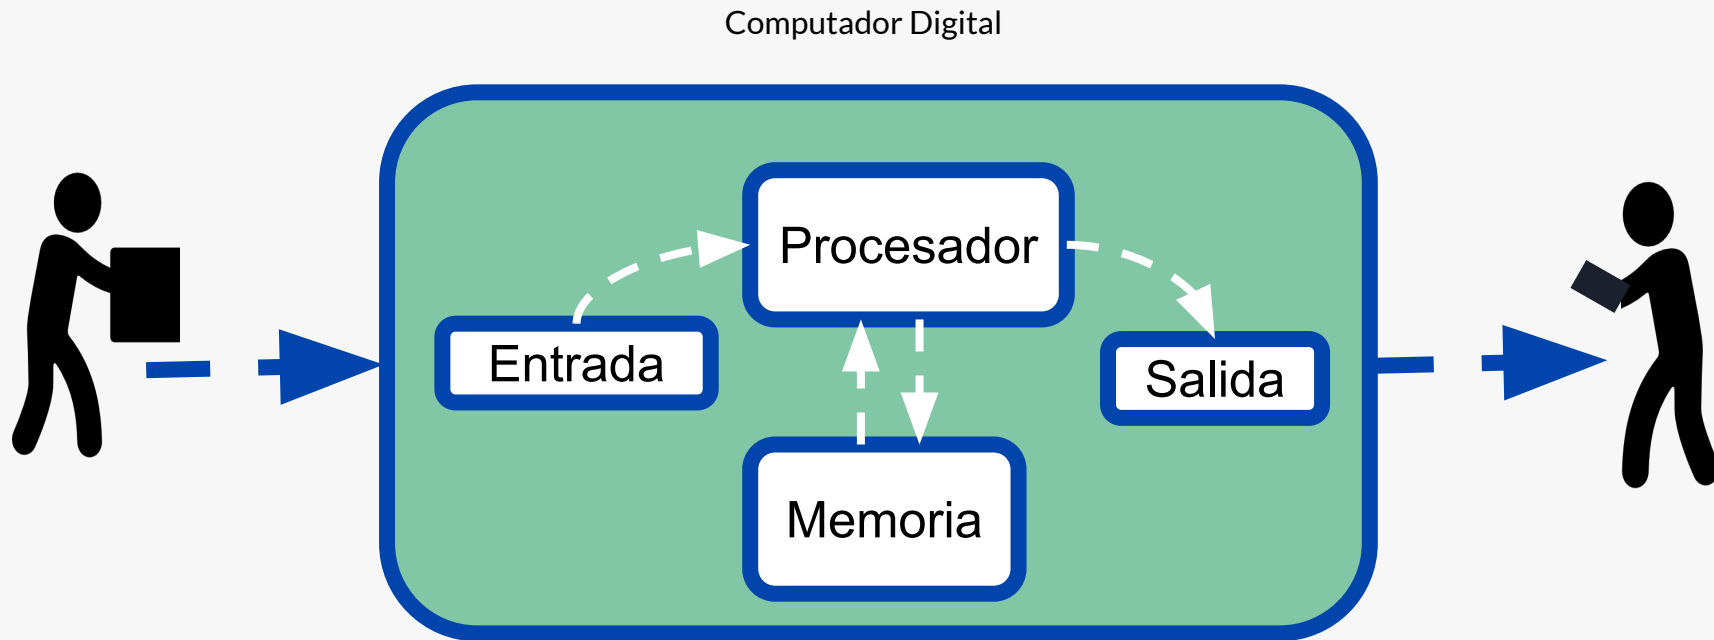 Computador Digital
Procesador
Entrada
Salida
Memoria